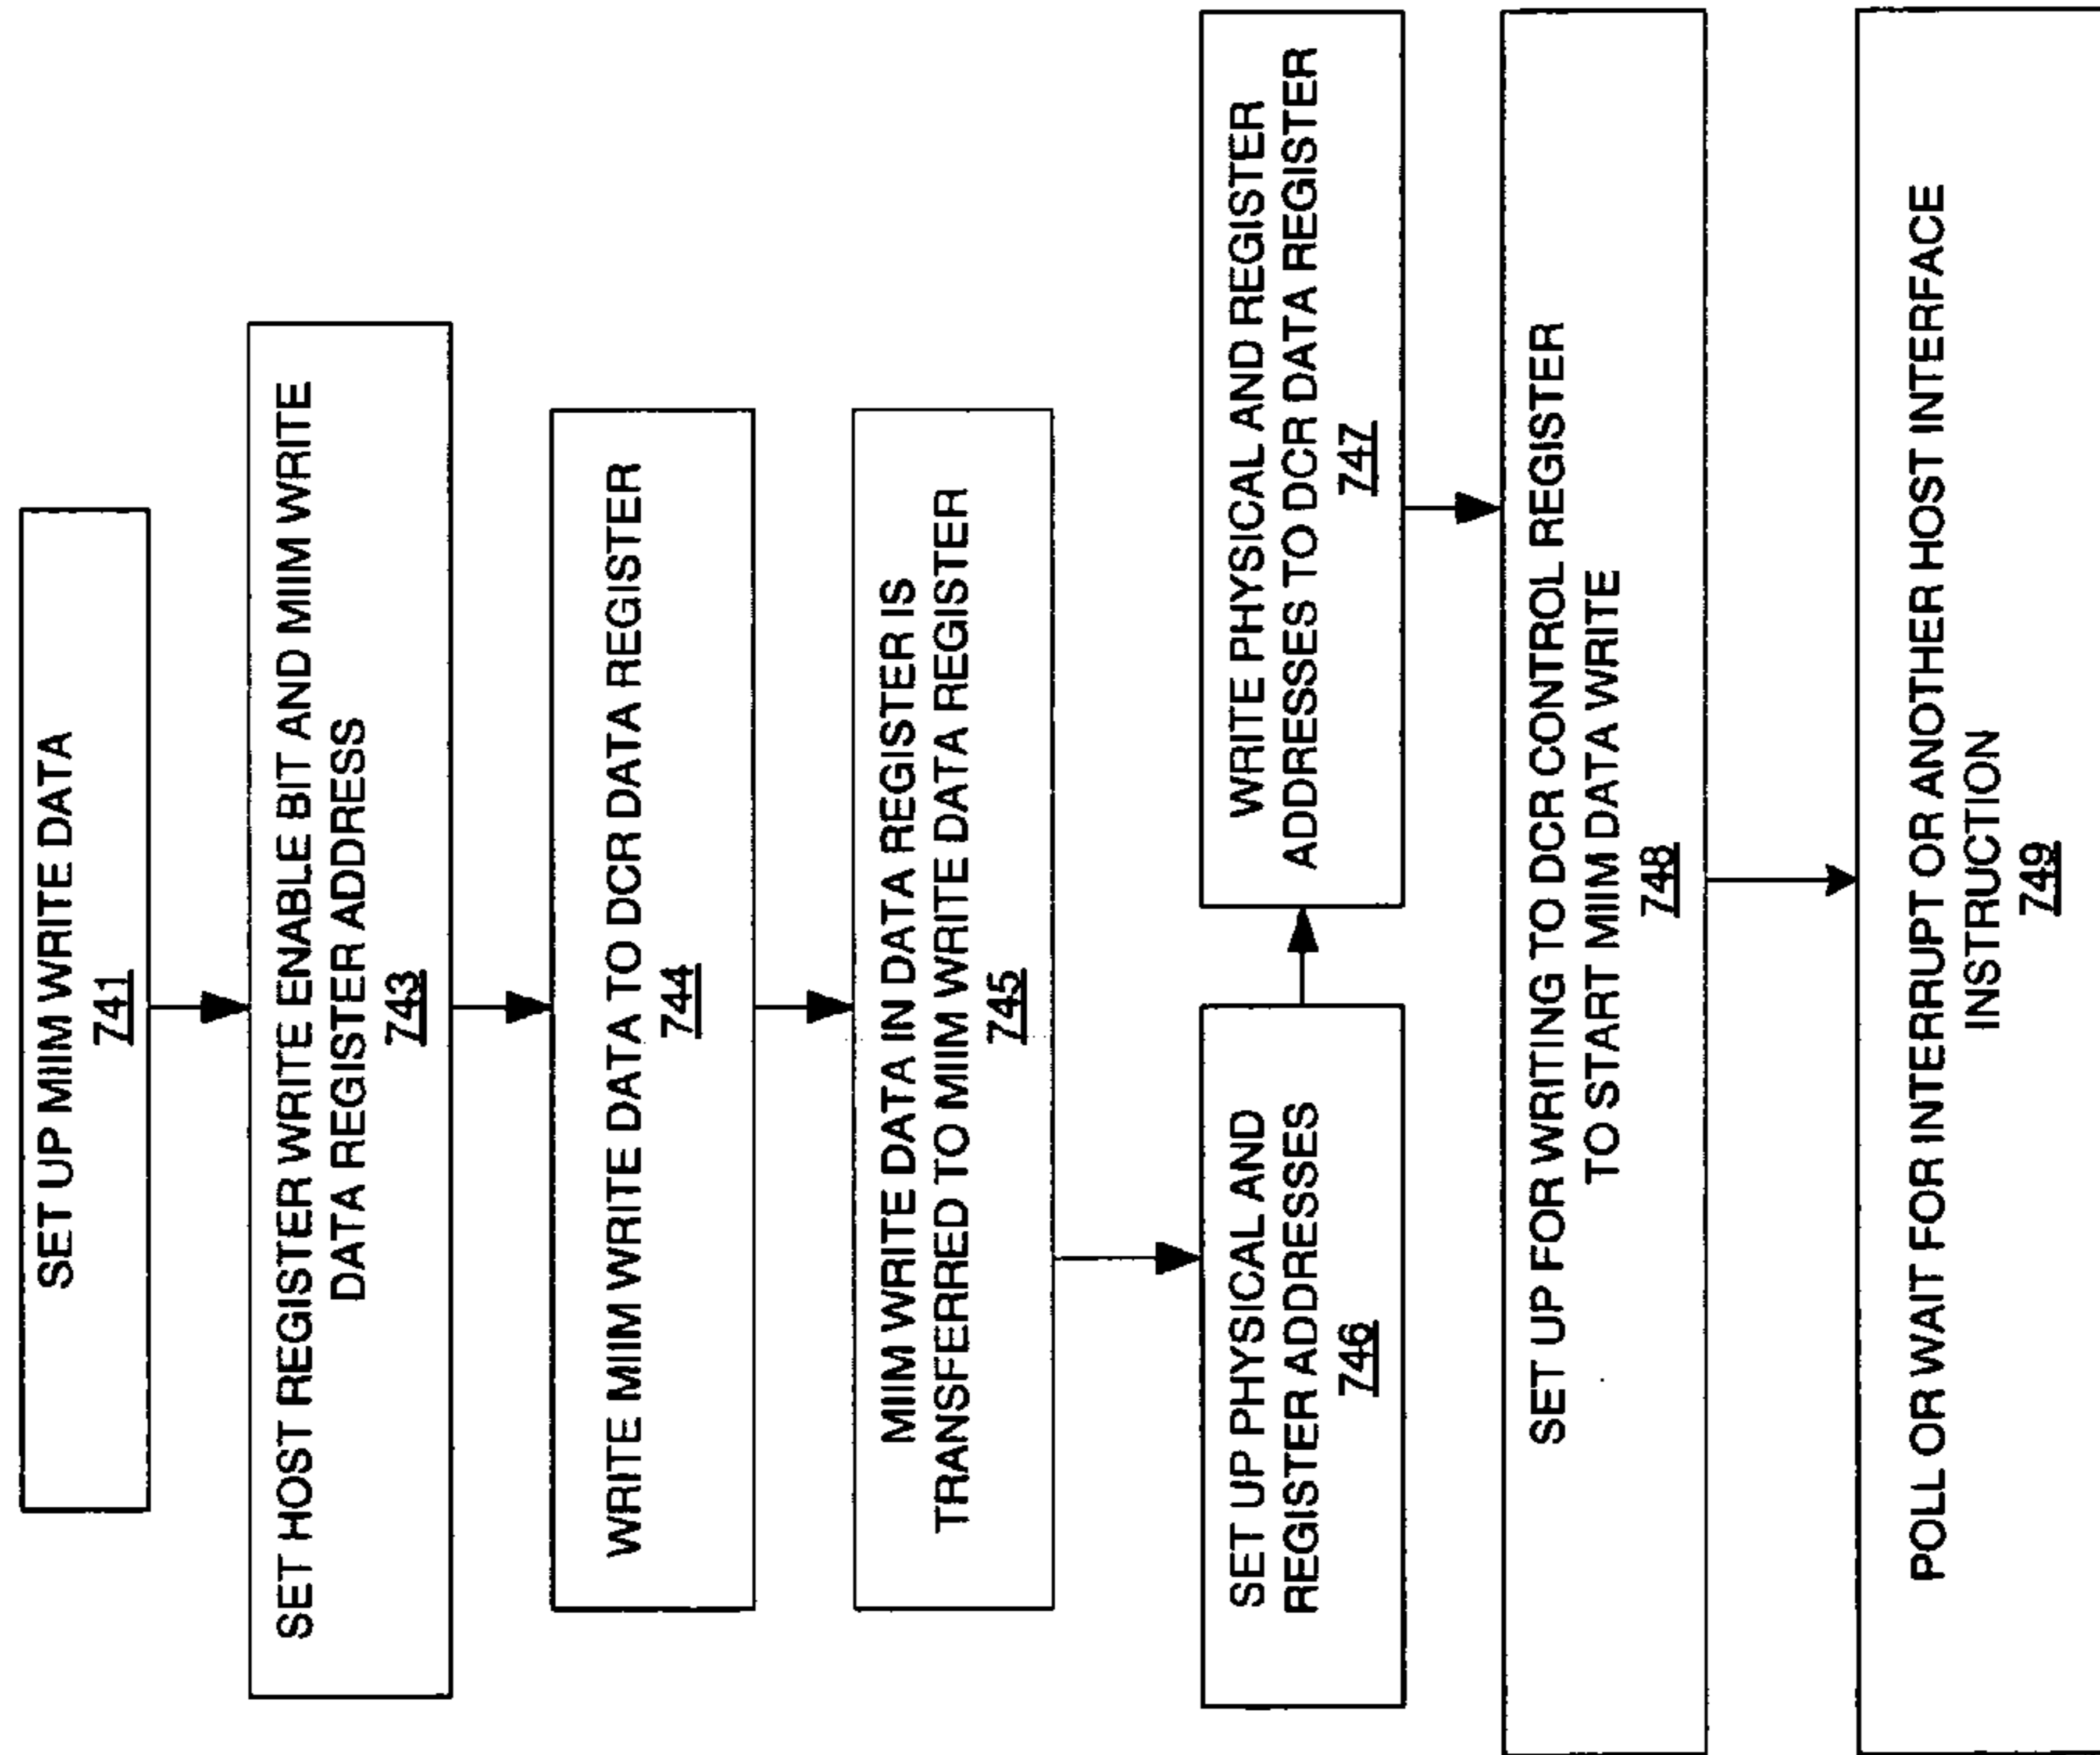 SET UP MIIM WRITE DATA
741
SET HOST REGISTER WRITE ENABLE BIT AND MIIM WRITE
DATA REGISTER ADDRESS
743
WRITE MIIM WRITE DATA TO DCR DATA REGISTER
744
MIIM WRITE DATA IN DATA REGISTER IS
TRANSFERRED TO MIIM WRITE DATA REGISTER
745
SET UP PHYSICAL AND
REGISTER ADDRESSES
746
WRITE PHYSICAL AND REGISTER
ADDRESSES TO DCR DATA REGISTER
747
SET UP FOR WRITING TO DCR CONTROL REGISTER
TO START MIIM DATA WRITE
748
POLL OR WAIT FOR INTERRUPT OR ANOTHER HOST INTERFACE
INSTRUCTION
749